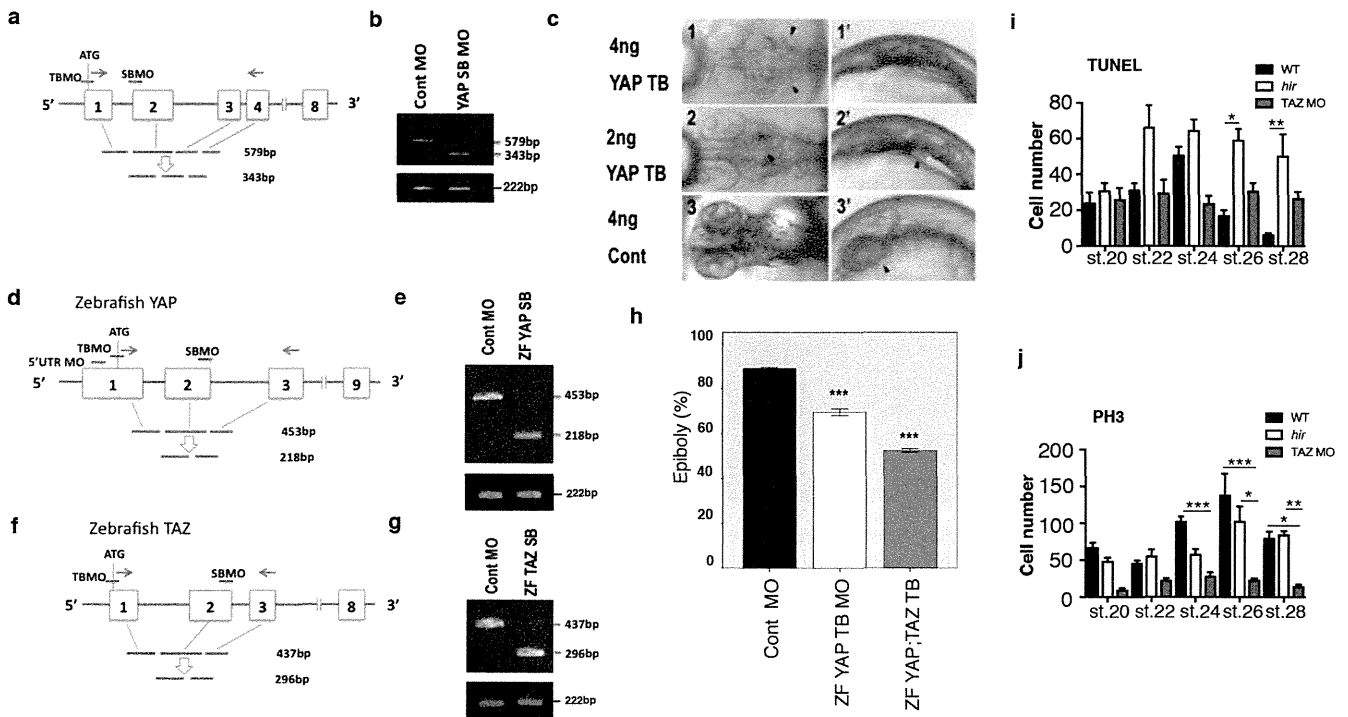 a
ATG
TBMO
SBMO
5' 1 2 3 4 8 3'
579bp
343bp
b
Cont MO
YAP SB MO
579bp
343bp
222bp
c
4ng
YAP TB
1 1'
2ng
YAP TB
2 2'
4ng
Cont
3 3'
d
Zebrafish YAP
ATG
TBMO
5'UTR MO
SBMO
5' 1 2 3 9 3'
453bp
218bp
e
Cont MO
ZF YAP SB
453bp
218bp
222bp
f
Zebrafish TAZ
ATG
TBMO
SBMO
5' 1 2 3 8 3'
437bp
296bp
g
Cont MO
ZF TAZ SB
437bp
296bp
222bp
h
Epiboly (%)
100
80
60
40
20
0
***
***
Cont MO
ZF YAP TB MO
ZF YAP;TAZ TB
i
TUNEL
WT
hir
TAZ MO
Cell number
80
60
40
20
0
*
**
st.20 st.22 st.24 st.26 st.28
j
PH3
WT
hir
TAZ MO
Cell number
200
150
100
50
0
***
***
*
**
*
st.20 st.22 st.24 st.26 st.28